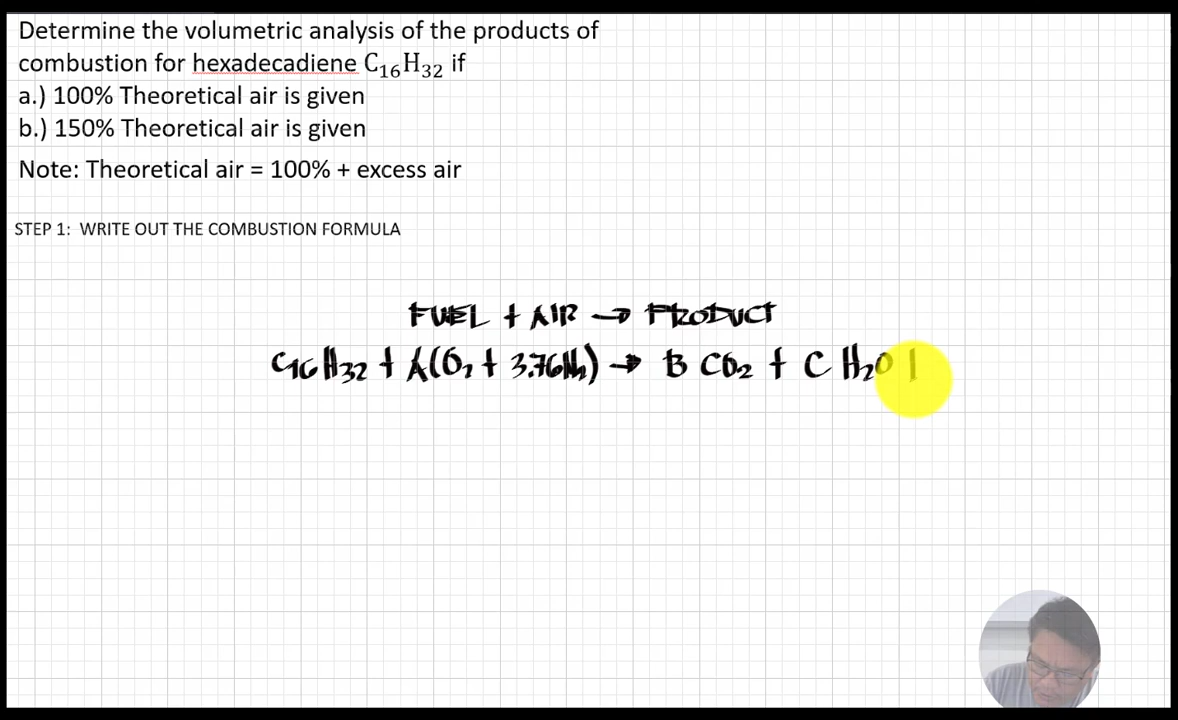 Determine the volumetric analysis of the products of
combustion for hexadecadiene C₁₆H₃₂ if
a.) 100% Theoretical air is given
b.) 150% Theoretical air is given
Note: Theoretical air = 100% + excess air
STEP 1: WRITE OUT THE COMBUSTION FORMULA
FUEL + AIR → PRODUCT
C16 H32 + A(O₂ + 3.76N₂) → B CO₂ + C H₂O